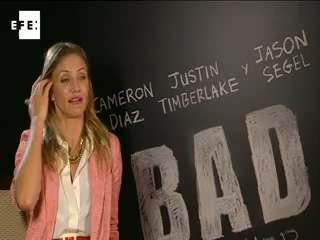 EFE:
CAMERON JUSTIN JASON
DIAZ TIMBERLAKE Y SEGEL
BAD